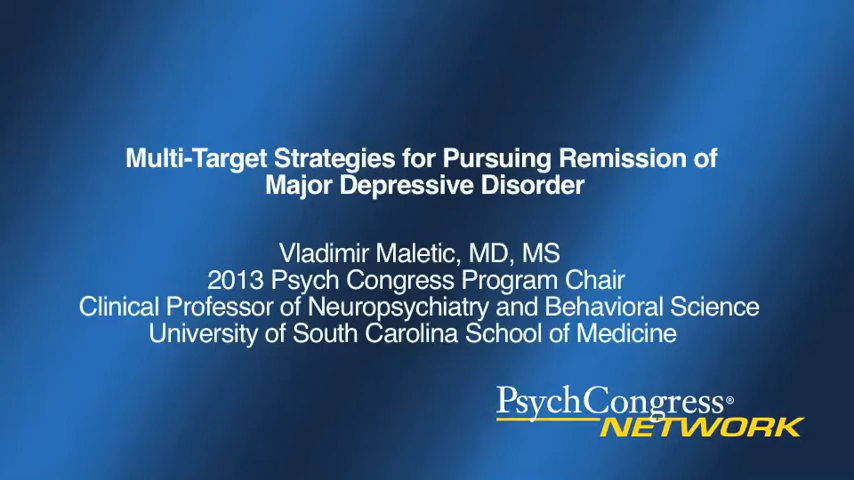 Multi-Target Strategies for Pursuing Remission of
Major Depressive Disorder
Vladimir Maletic, MD, MS
2013 Psych Congress Program Chair
Clinical Professor of Neuropsychiatry and Behavioral Science
University of South Carolina School of Medicine
PsychCongress®
NETWORK